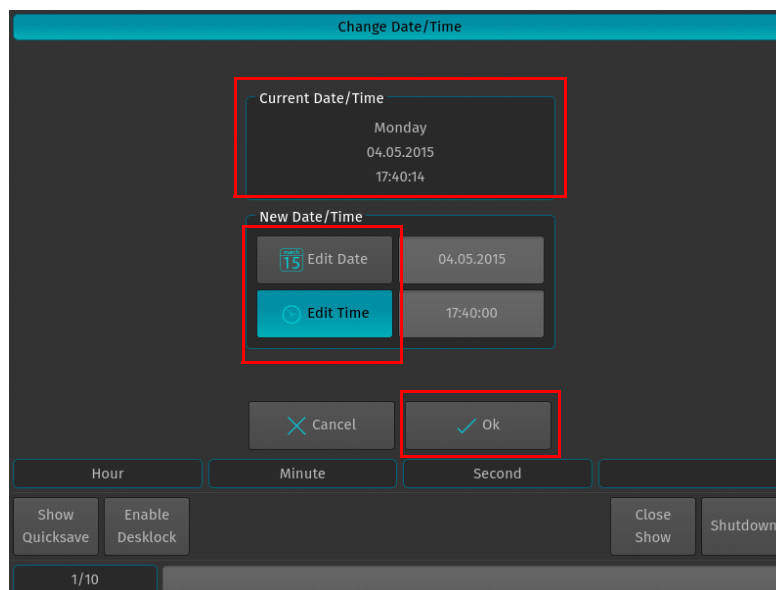 Change Date/Time
Current Date/Time
Monday
04.05.2015
17:40:14
New Date/Time
march
15
Edit Date
04.05.2015
Edit Time
17:40:00
Cancel
Ok
Hour
Minute
Second
Show
Quicksave
Enable
Desklock
Close
Show
Shutdown
1/10